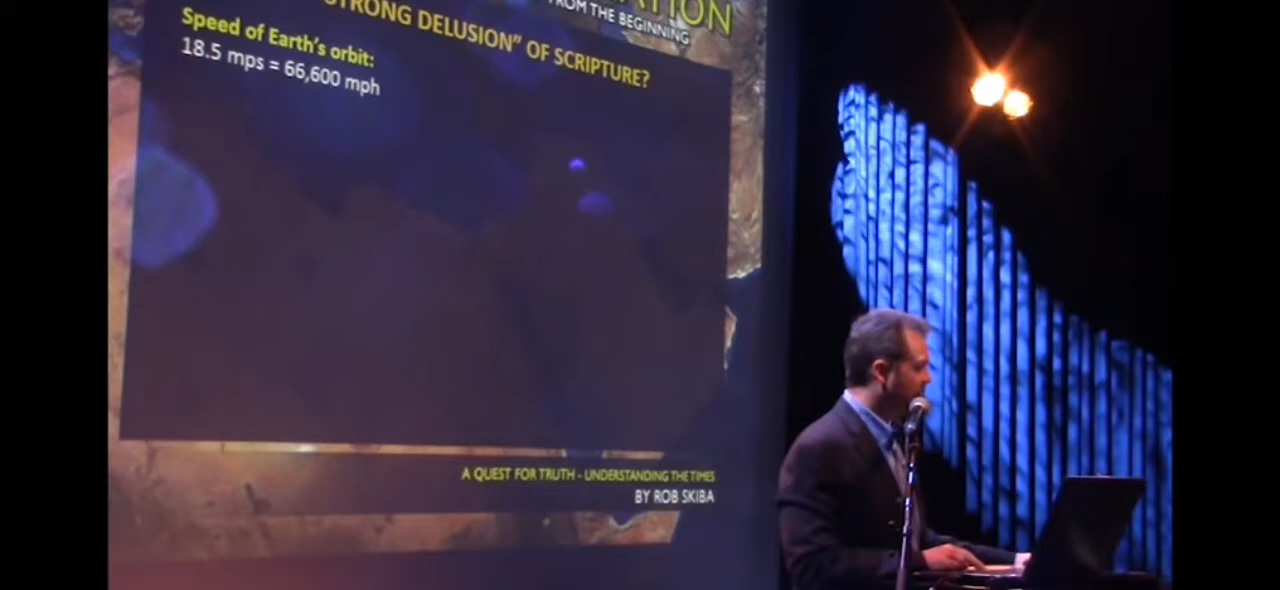 FROM THE BEGINNING
STRONG DELUSION” OF SCRIPTURE?
Speed of Earth’s orbit:
18.5 mps = 66,600 mph
A QUEST FOR TRUTH - UNDERSTANDING THE TIMES
BY ROB SKIBA